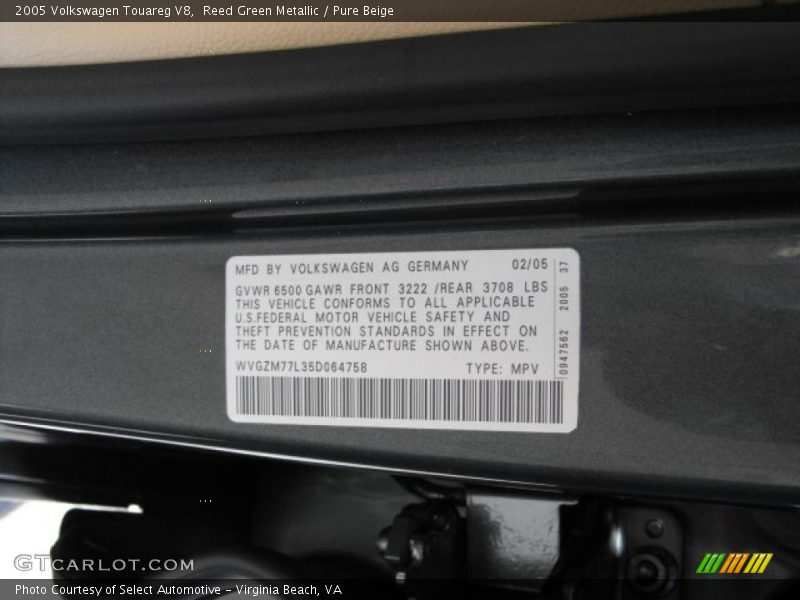 2005 Volkswagen Touareg V8,  Reed Green Metallic / Pure Beige
MFD BY VOLKSWAGEN AG GERMANY 02/05
GVWR 6500 GAWR FRONT 3222 /REAR 3708 LBS
THIS VEHICLE CONFORMS TO ALL APPLICABLE
U.S.FEDERAL MOTOR VEHICLE SAFETY AND
THEFT PREVENTION STANDARDS IN EFFECT ON
THE DATE OF MANUFACTURE SHOWN ABOVE.
WVGZM77L35D064758 TYPE: MPV
0947562 2005 37
GTCARLOT.COM
Photo Courtesy of Select Automotive - Virginia Beach, VA